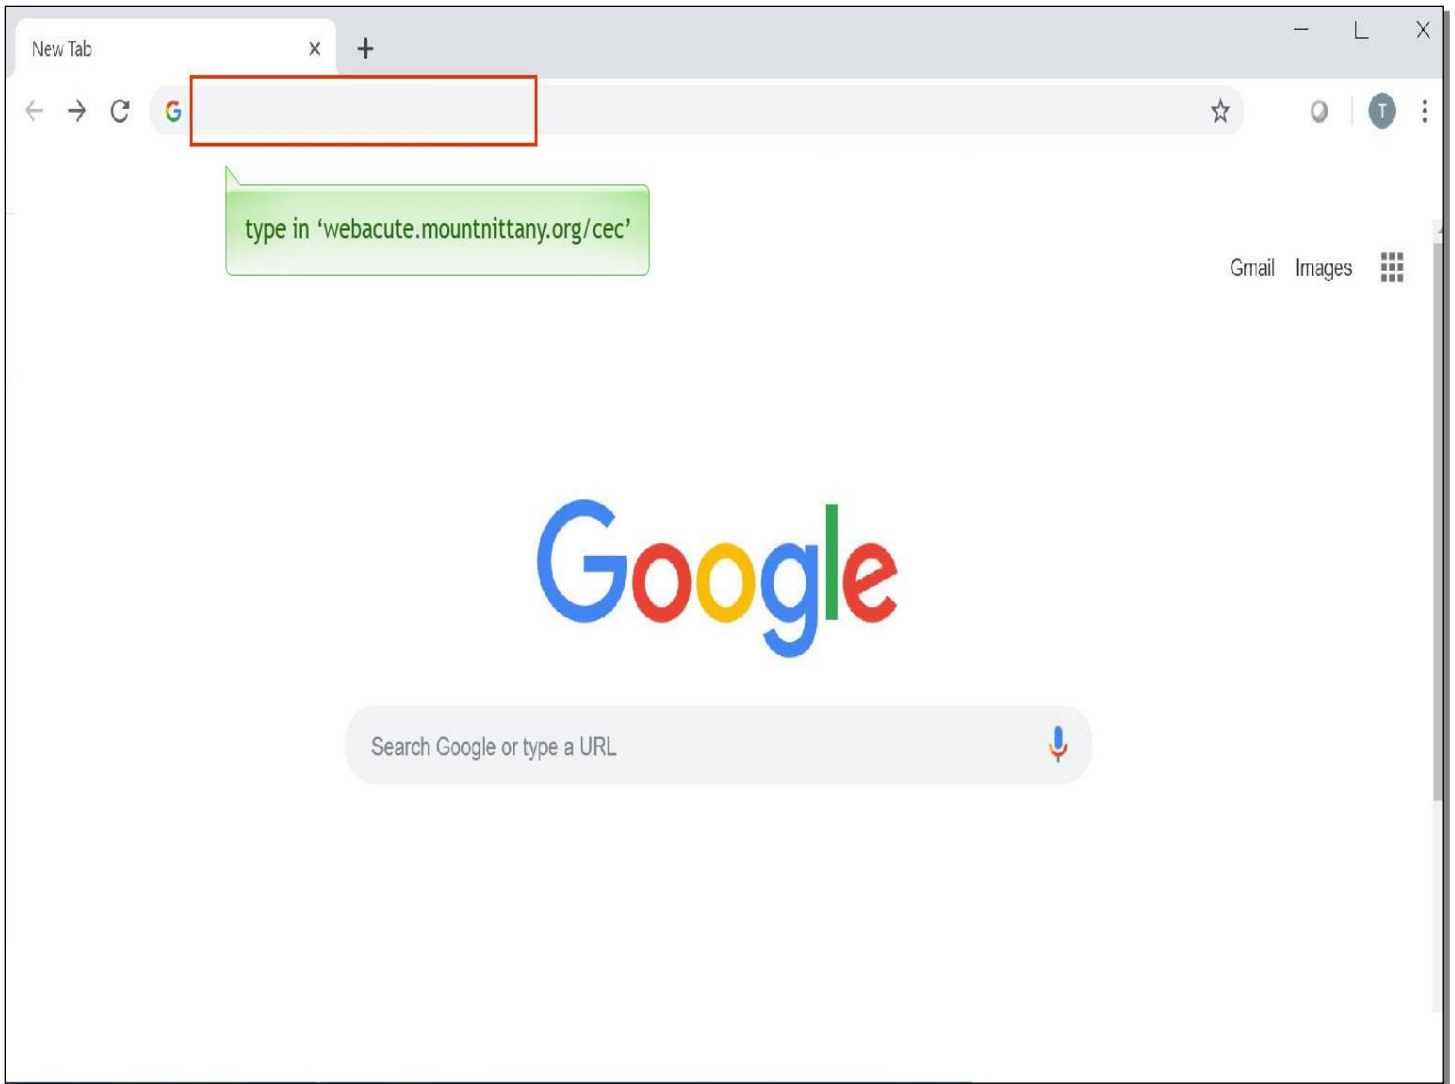 New Tab
type in ‘webacute.mountnittany.org/cec’
Gmail Images
Google
Search Google or type a URL
T